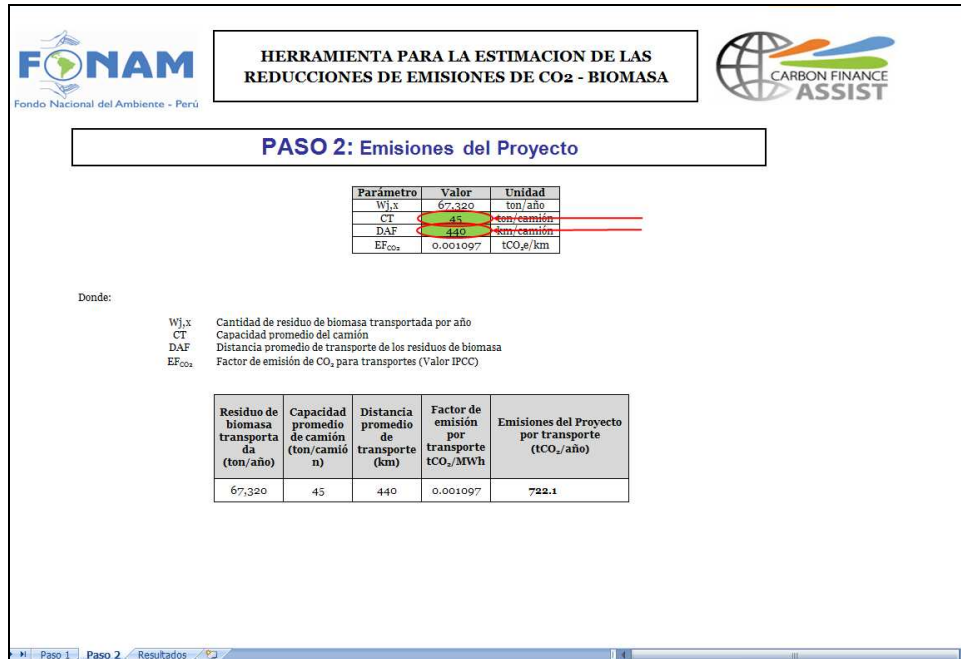 FONAM
Fondo Nacional del Ambiente - Perú
HERRAMIENTA PARA LA ESTIMACION DE LAS
REDUCCIONES DE EMISIONES DE CO2 - BIOMASA
CARBON FINANCE
ASSIST
PASO 2: Emisiones del Proyecto
Parámetro Valor Unidad
Wj,x 67,320 ton/año
CT 45 ton/camión
DAF 440 km/camión
EFCO₂ 0.001097 tCO₂e/km
Donde:
Wj,x Cantidad de residuo de biomasa transportada por año
CT Capacidad promedio del camión
DAF Distancia promedio de transporte de los residuos de biomasa
EFCO₂ Factor de emisión de CO₂ para transportes (Valor IPCC)
Residuo de
biomasa
transporta
da
(ton/año)
Capacidad
promedio
de camión
(ton/camió
n)
Distancia
promedio
de
transporte
(km)
Factor de
emisión
por
transporte
tCO₂/MWh
Emisiones del Proyecto
por transporte
(tCO₂/año)
67,320 45 440 0.001097 722.1
Paso 1 Paso 2 Resultados